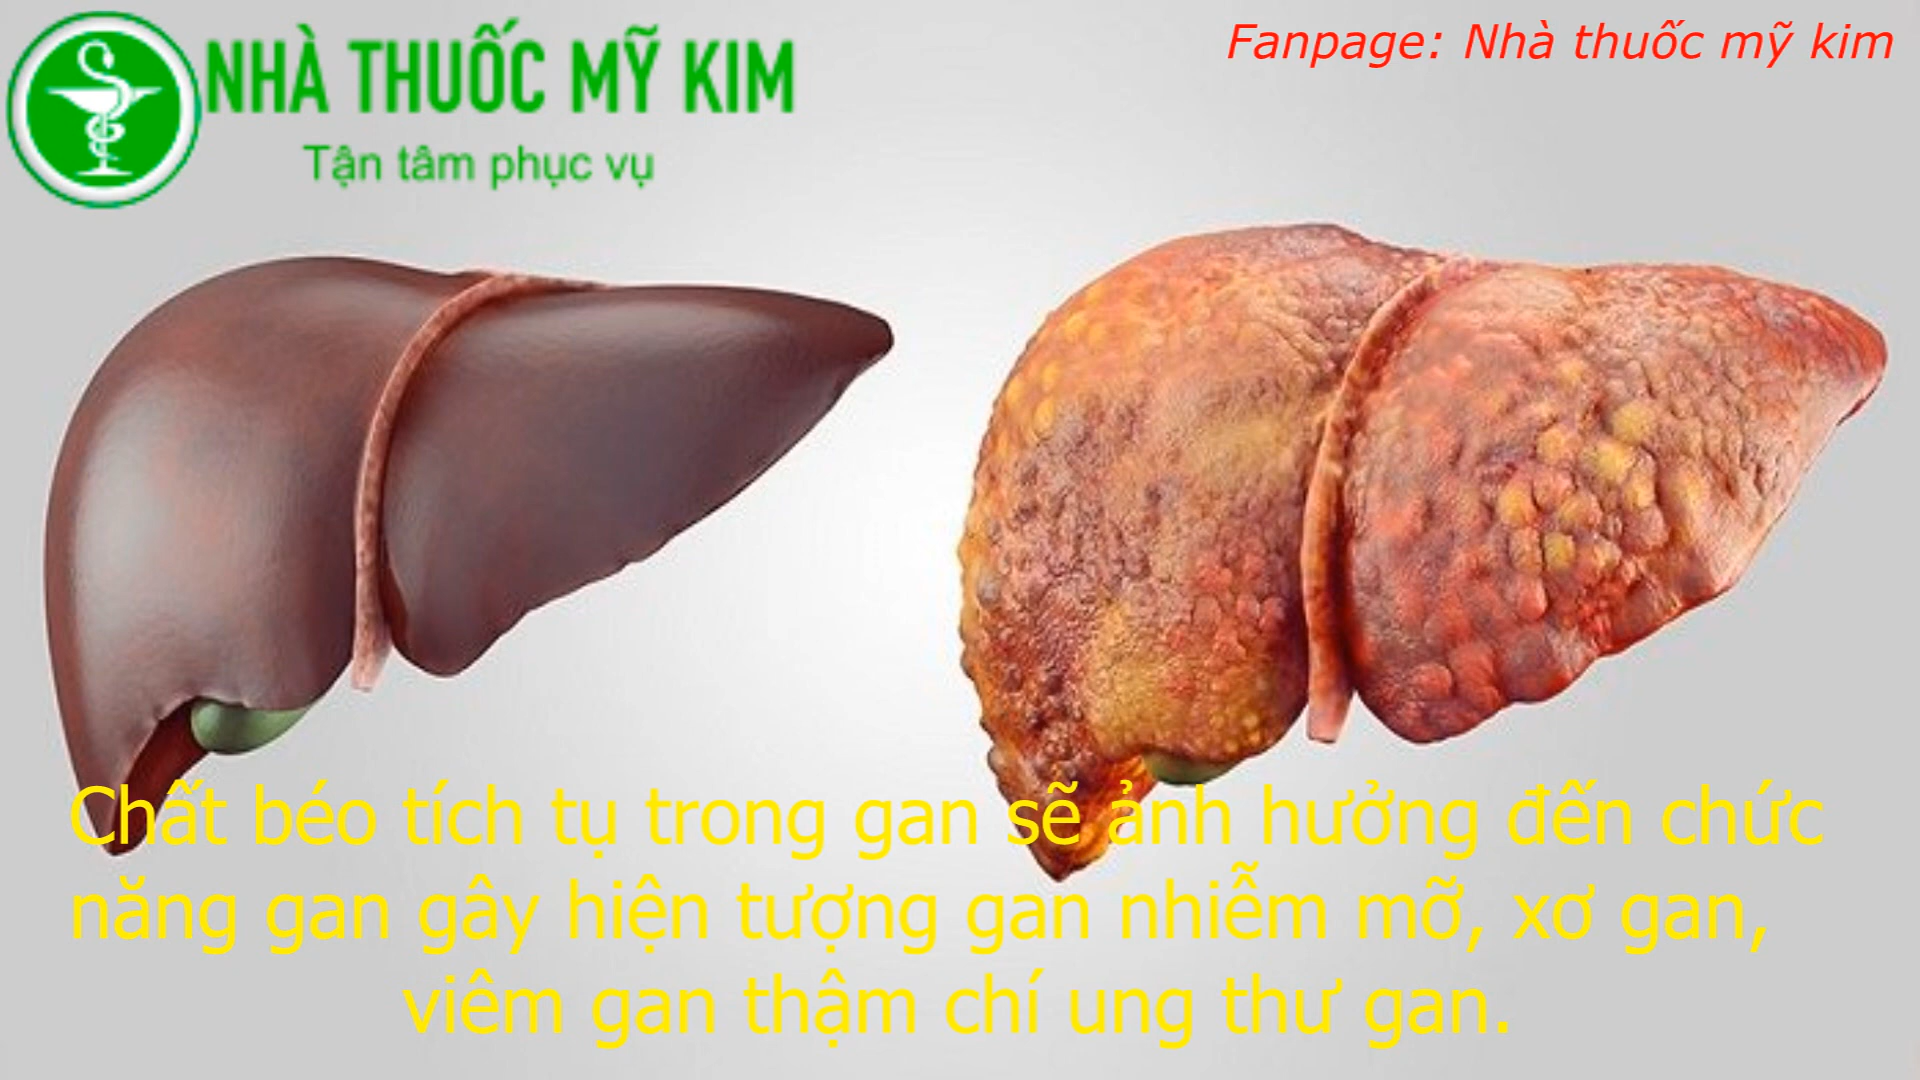 NHÀ THUỐC MỸ KIM
Tận tâm phục vụ
Fanpage: Nhà thuốc mỹ kim
Chất béo tích tụ trong gan sẽ ảnh hưởng đến chức
năng gan gây hiện tượng gan nhiễm mỡ, xơ gan,
viêm gan thậm chí ung thư gan.